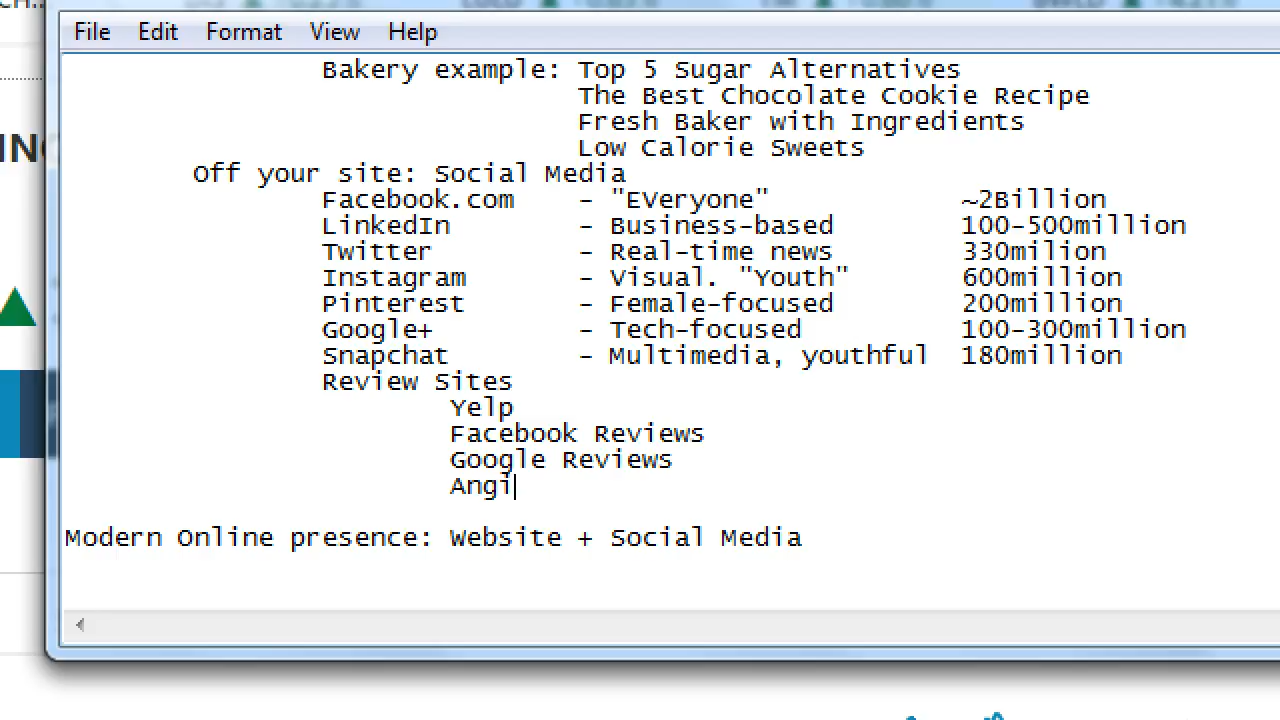 File Edit Format View Help
Bakery example: Top 5 Sugar Alternatives
The Best Chocolate Cookie Recipe
Fresh Baker with Ingredients
Low Calorie Sweets
Off your site: Social Media
Facebook.com - "EVeryone" ~2Billion
LinkedIn - Business-based 100-500million
Twitter - Real-time news 330milion
Instagram - Visual. "Youth" 600million
Pinterest - Female-focused 200million
Google+ - Tech-focused 100-300million
Snapchat - Multimedia, youthful 180million
Review Sites
Yelp
Facebook Reviews
Google Reviews
Angi
Modern Online presence: Website + Social Media